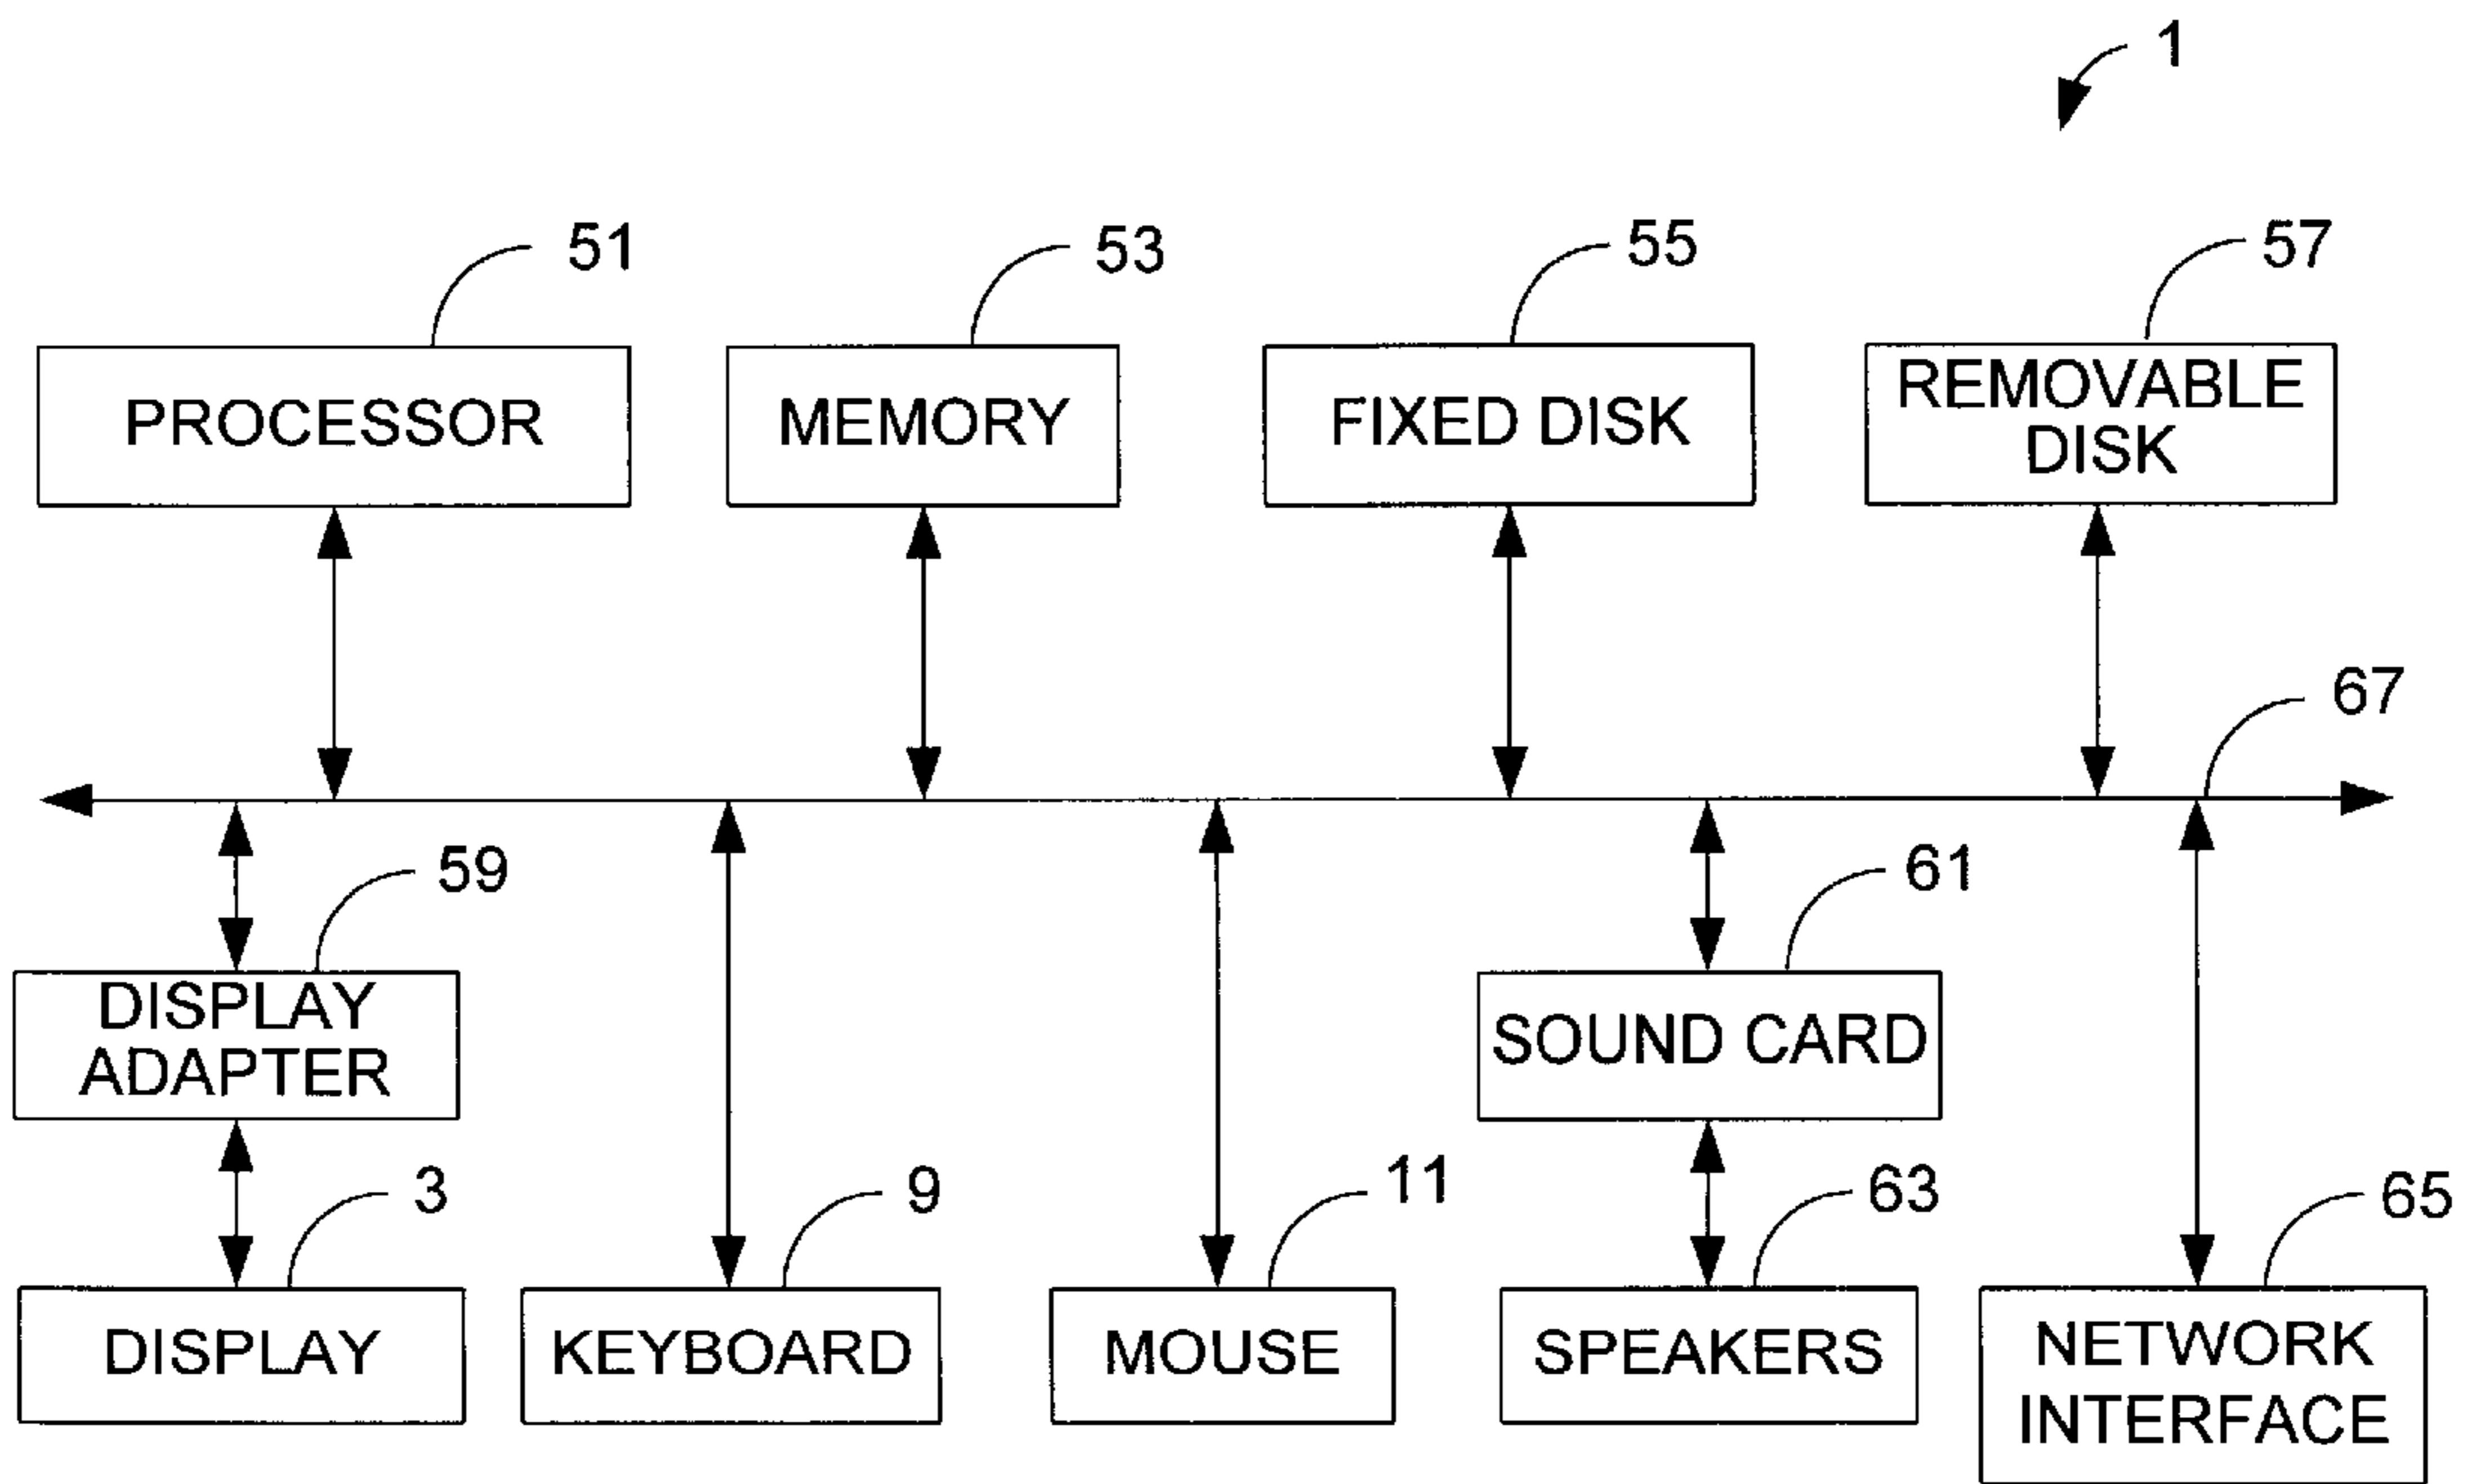 1
51
53
55
57
PROCESSOR
MEMORY
FIXED DISK
REMOVABLE
DISK
67
59
61
DISPLAY
ADAPTER
SOUND CARD
3
9
11
63
65
DISPLAY
KEYBOARD
MOUSE
SPEAKERS
NETWORK
INTERFACE